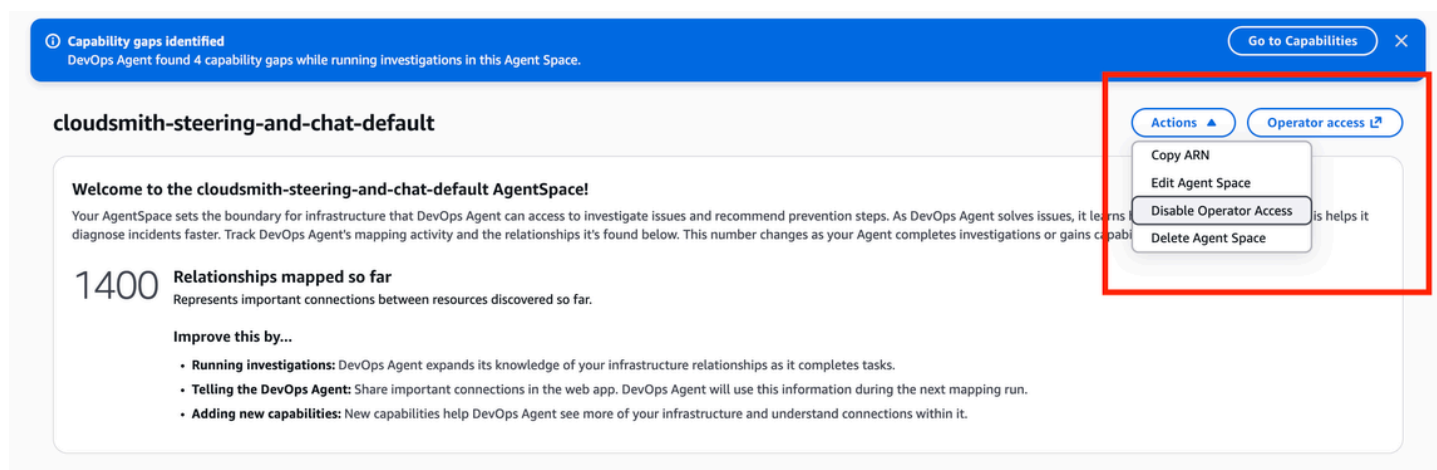 Capability gaps identified
Go to Capabilities
DevOps Agent found 4 capability gaps while running investigations in this Agent Space.
cloudsmith-steering-and-chat-default
Actions
Operator access
Copy ARN
Edit Agent Space
Disable Operator Access
Delete Agent Space
Welcome to the cloudsmith-steering-and-chat-default AgentSpace!
Your AgentSpace sets the boundary for infrastructure that DevOps Agent can access to investigate issues and recommend prevention steps. As DevOps Agent solves issues, it learns is helps it
diagnose incidents faster. Track DevOps Agent's mapping activity and the relationships it's found below. This number changes as your Agent completes investigations or gains
1400
Relationships mapped so far
Represents important connections between resources discovered so far.
Improve this by...
• Running investigations: DevOps Agent expands its knowledge of your infrastructure relationships as it completes tasks.
• Telling the DevOps Agent: Share important connections in the web app. DevOps Agent will use this information during the next mapping run.
• Adding new capabilities: New capabilities help DevOps Agent see more of your infrastructure and understand connections within it.